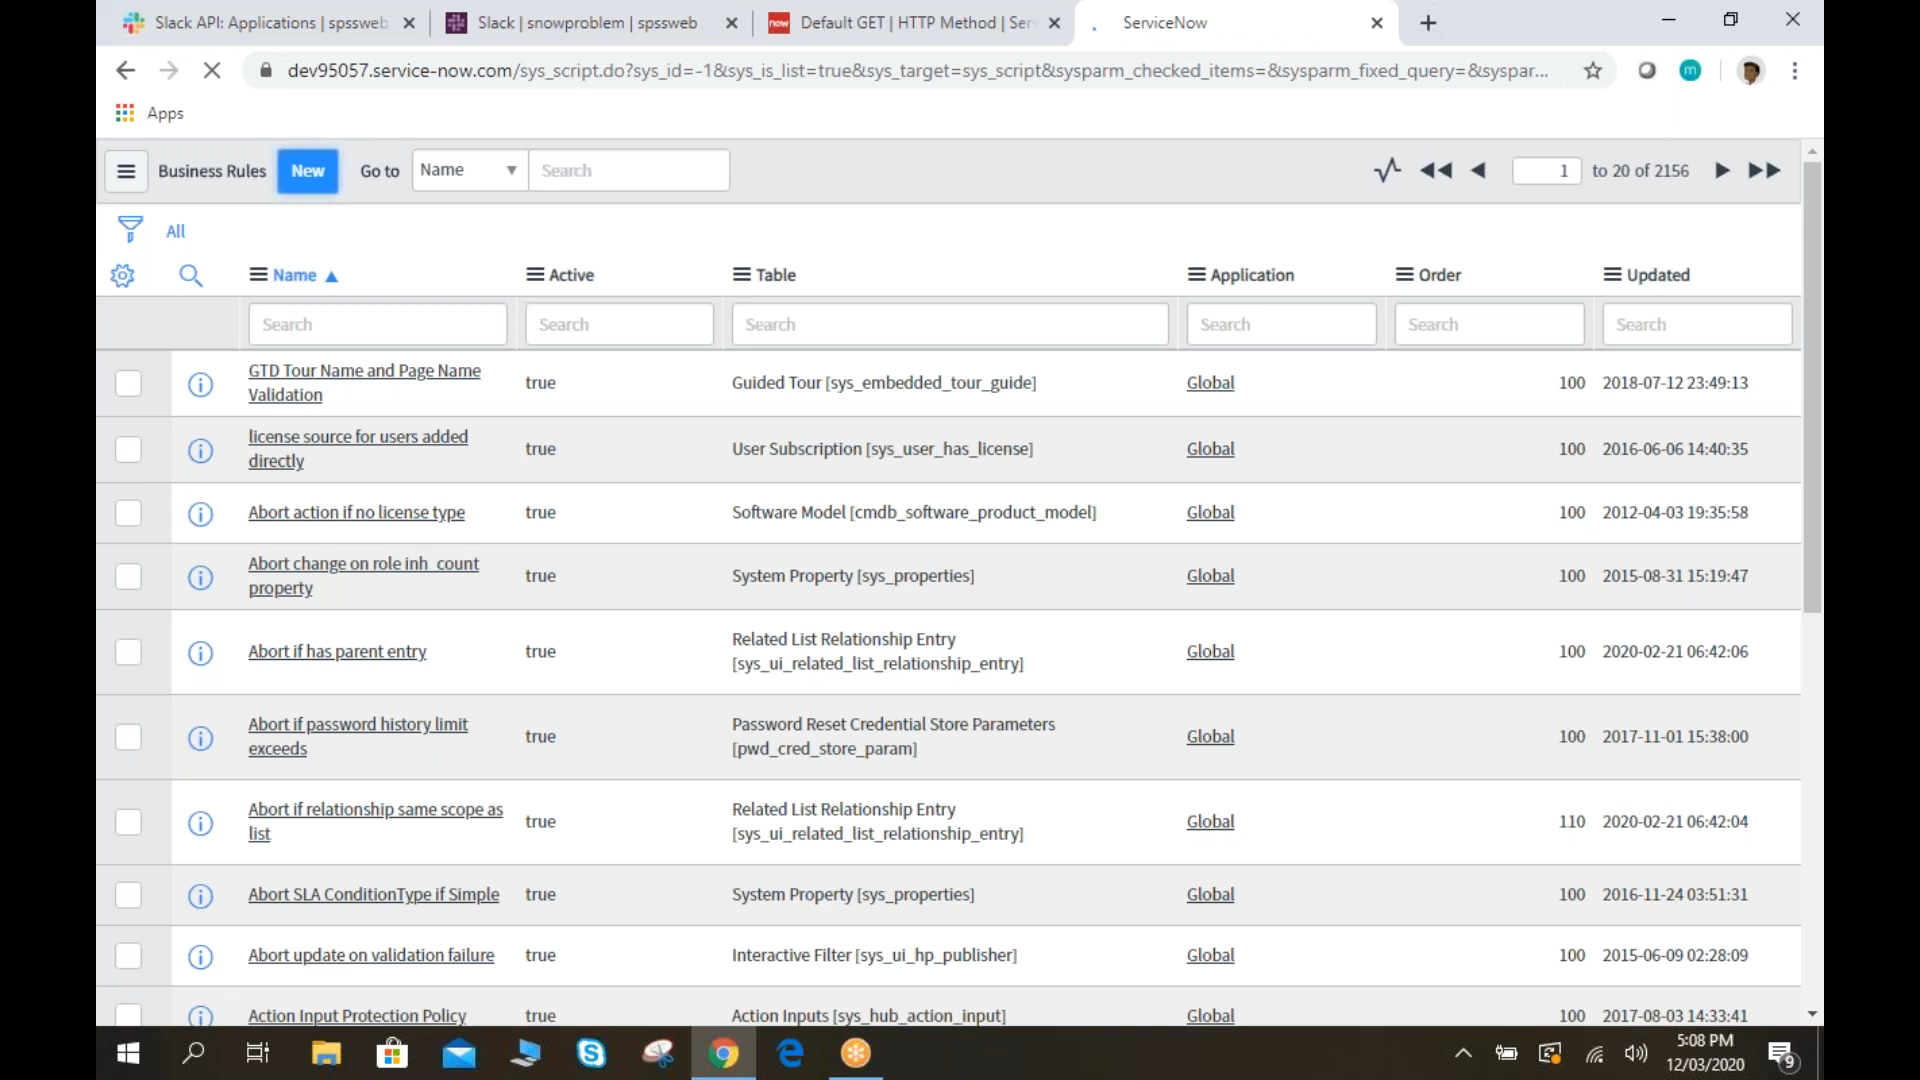 Slack API: Applications | spssweb
Slack | snowproblem | spssweb
now
Default GET | HTTP Method | Ser
ServiceNow
dev95057.service-now.com/sys_script.do?sys_id=-1&sys_is_list=true&sys_target=sys_script&sysparm_checked_items=&sysparm_fixed_query=&syspar...
m
Apps
Business Rules New Go to Name Search 1 to 20 of 2156
All
Name Active Table Application Order Updated
Search Search Search Search Search Search
GTD Tour Name and Page Name
Validation
true Guided Tour [sys_embedded_tour_guide] Global 100 2018-07-12 23:49:13
license source for users added
directly
true User Subscription [sys_user_has_license] Global 100 2016-06-06 14:40:35
Abort action if no license type true Software Model [cmdb_software_product_model] Global 100 2012-04-03 19:35:58
Abort change on role inh_count
property
true System Property [sys_properties] Global 100 2015-08-31 15:19:47
Abort if has parent entry true
Related List Relationship Entry
[sys_ui_related_list_relationship_entry]
Global 100 2020-02-21 06:42:06
Abort if password history limit
exceeds
true
Password Reset Credential Store Parameters
[pwd_cred_store_param]
Global 100 2017-11-01 15:38:00
Abort if relationship same scope as
list
true
Related List Relationship Entry
[sys_ui_related_list_relationship_entry]
Global 110 2020-02-21 06:42:04
Abort SLA ConditionType if Simple true System Property [sys_properties] Global 100 2016-11-24 03:51:31
Abort update on validation failure true Interactive Filter [sys_ui_hp_publisher] Global 100 2015-06-09 02:28:09
Action Input Protection Policy true Action Inputs [sys_hub_action_input] Global 100 2017-08-03 14:33:41
5:08 PM
12/03/2020
9